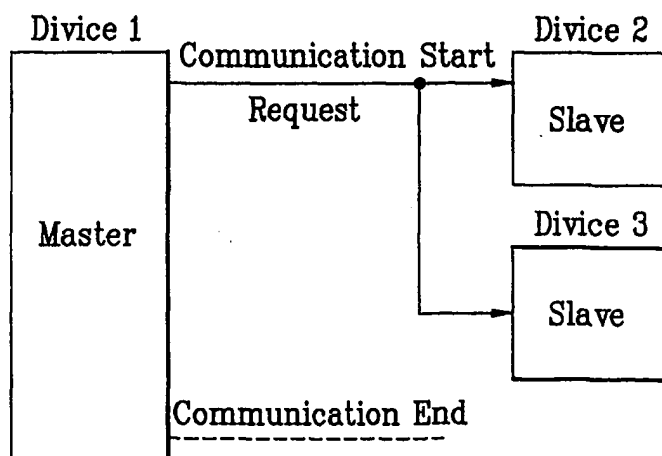 Divice 1
Communication Start
Request
Divice 2
Slave
Master
Divice 3
Slave
Communication End